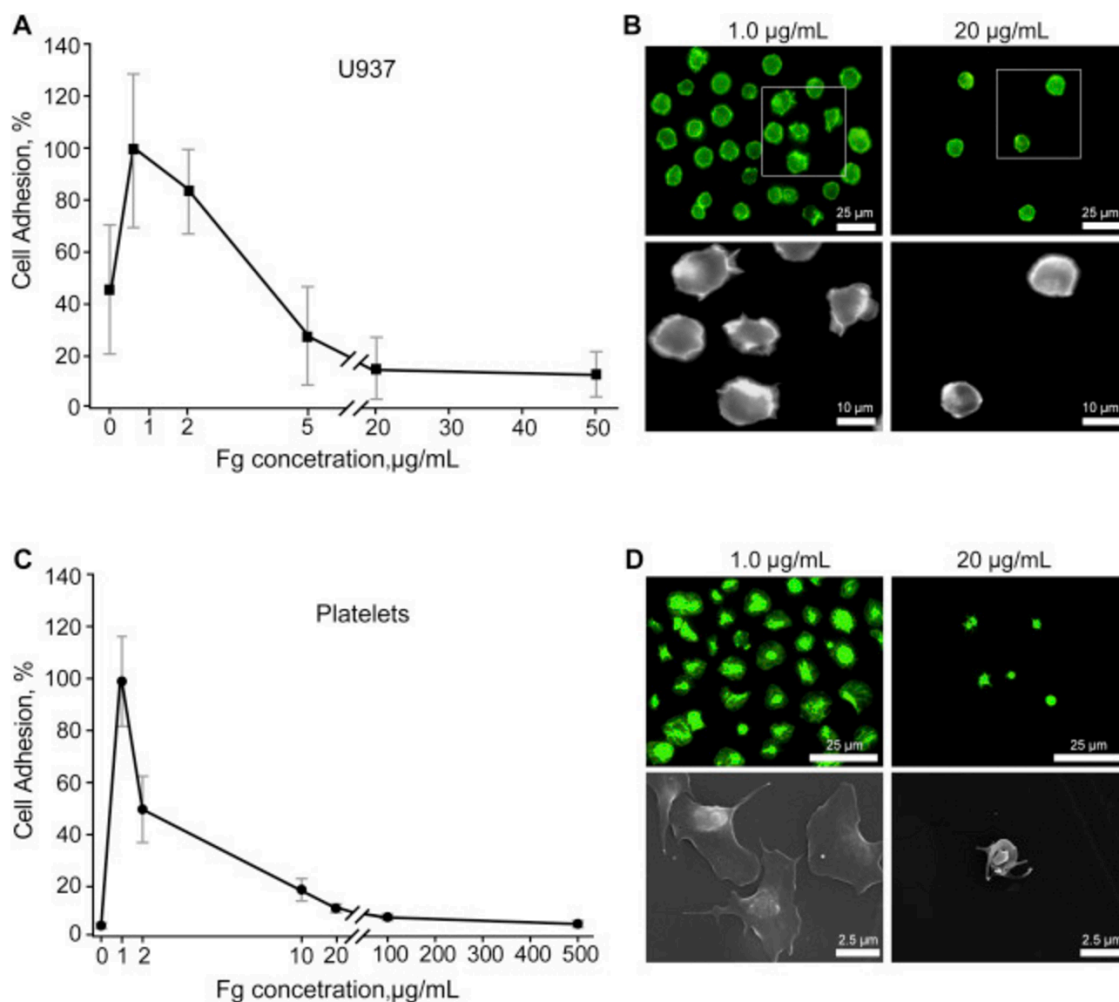 A
Cell Adhesion, %
140
120
100
80
60
40
20
0
U937
0 1 2 5 20 30 40 50
Fg concetration,µg/mL
B
1.0 µg/mL 20 µg/mL
25 µm 25 µm
10 µm 10 µm
C
Cell Adhesion, %
140
120
100
80
60
40
20
0
Platelets
0 1 2 10 20 100 200 300 400 500
Fg concetration,µg/mL
D
1.0 µg/mL 20 µg/mL
25 µm 25 µm
2.5 µm 2.5 µm